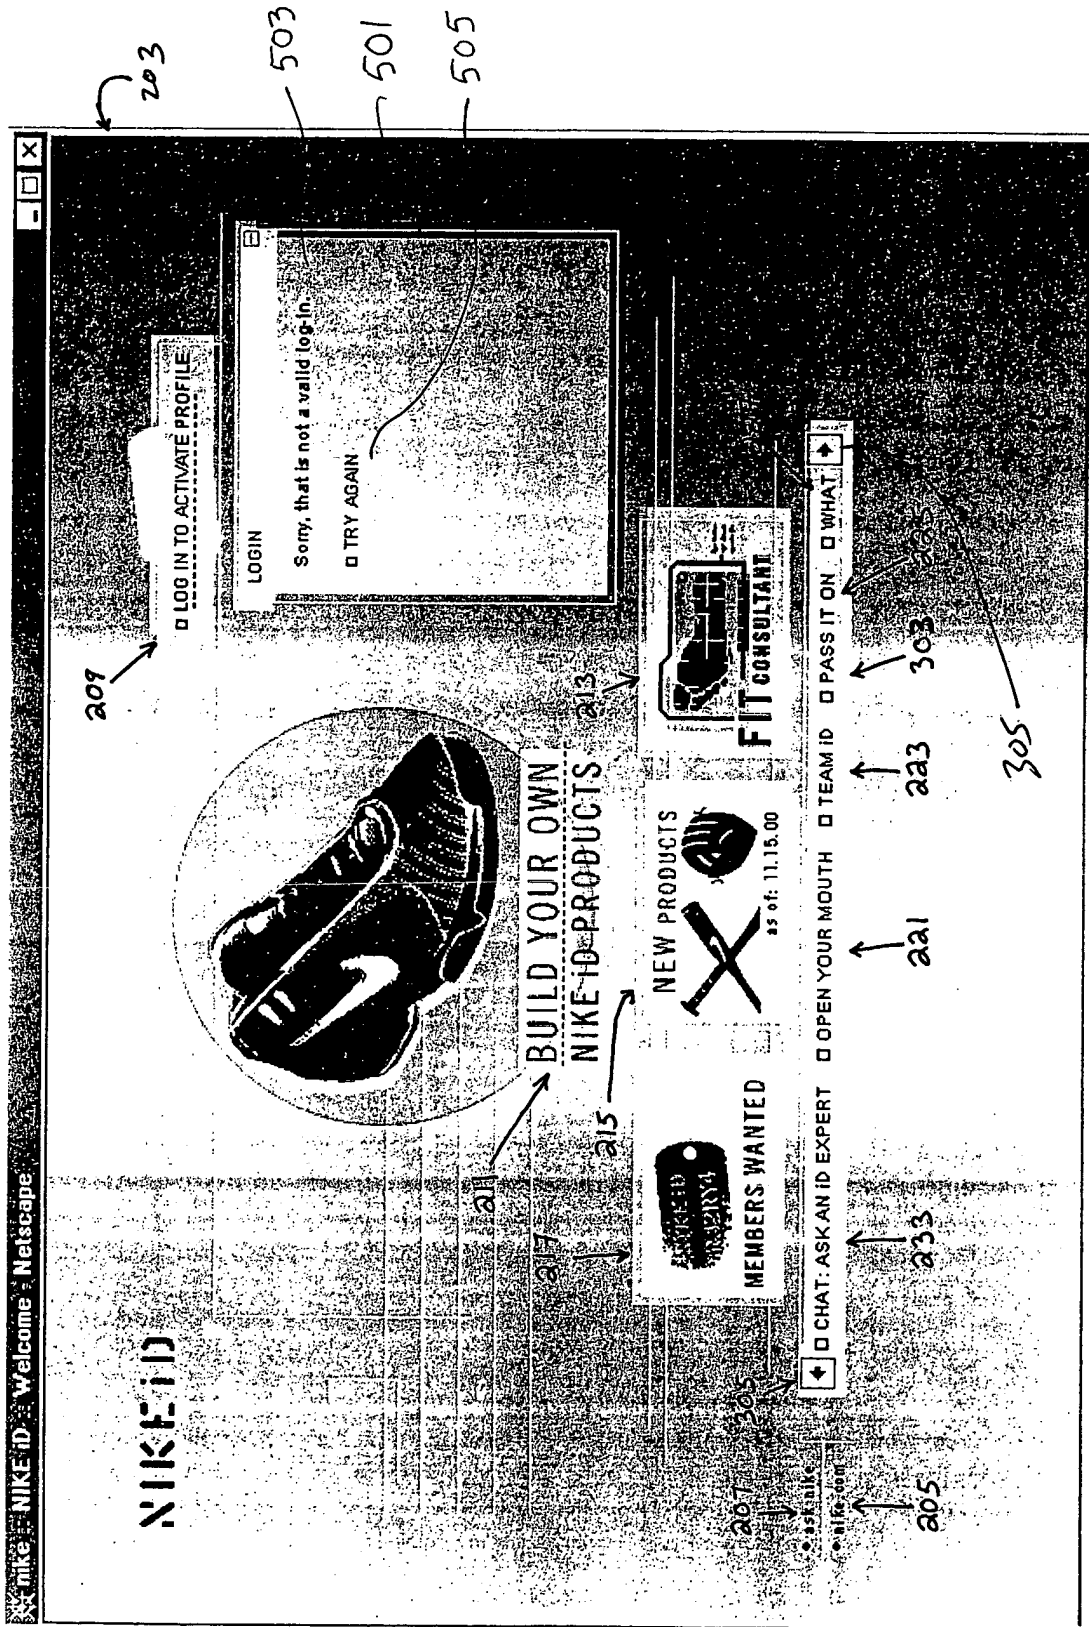 nike : NIKE iD : Welcome : Netscape
203
NIKE iD
209
LOG IN TO ACTIVATE PROFILE
LOGIN
Sorry, that is not a valid log-in.
TRY AGAIN
503
501
505
211
BUILD YOUR OWN
NIKE iD PRODUCTS
217
215
213
MEMBERS WANTED
NEW PRODUCTS
as of: 11.15.00
FIT CONSULTANT
207
305
ask nike
nike.com
205
CHAT: ASK AN ID EXPERT OPEN YOUR MOUTH TEAM iD PASS IT ON WHAT
233
221
223
303
305